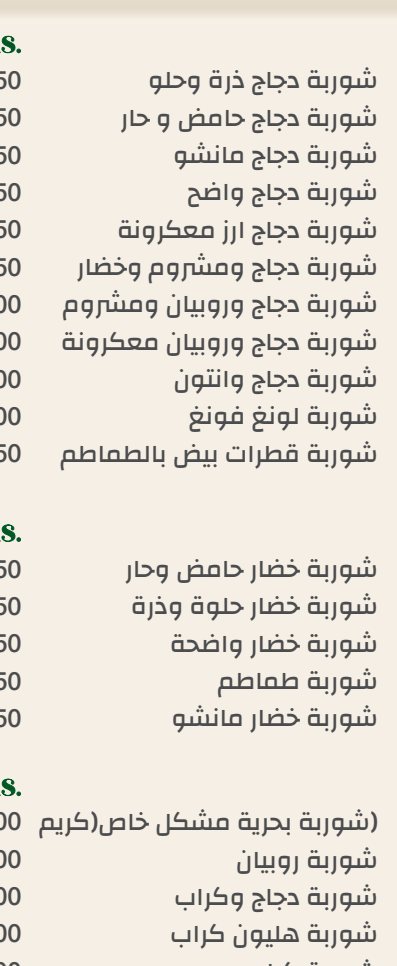 s.
شوربة دجاج ذرة وحلو 50
شوربة دجاج حامض و حار 50
شوربة دجاج مانشو 50
شوربة دجاج واضح 50
شوربة دجاج ارز معكرونة 50
شوربة دجاج ومشروم وخضار 50
شوربة دجاج وروبيان ومشروم 00
شوربة دجاج وروبيان معكرونة 00
شوربة دجاج وانتون 00
شوربة لونغ فونغ 00
شوربة قطرات بيض بالطماطم 50
s.
شوربة خضار حامض وحار 50
شوربة خضار حلوة وذرة 50
شوربة خضار واضحة 50
شوربة طماطم 50
شوربة خضار مانشو 50
s.
(شوربة بحرية مشكل خاص(كريم 00
شوربة روبيان 00
شوربة دجاج وكراب 00
شوربة هليون كراب 00